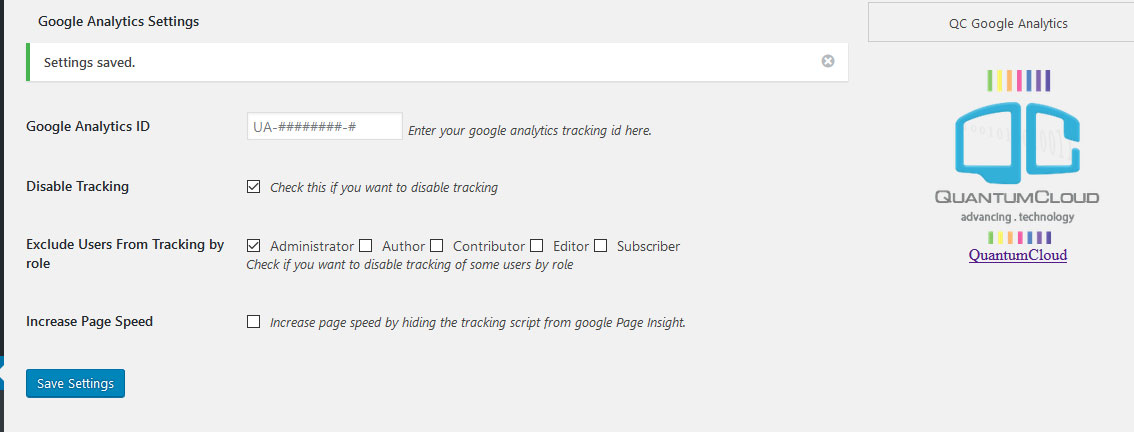 Google Analytics Settings
QC Google Analytics
Settings saved.
Google Analytics ID
UA-########-#
Enter your google analytics tracking id here.
Disable Tracking
Check this if you want to disable tracking
Exclude Users From Tracking by
role
Administrator Author Contributor Editor Subscriber
Check if you want to disable tracking of some users by role
Increase Page Speed
Increase page speed by hiding the tracking script from google Page Insight.
Save Settings
QUANTUMCLOUD
advancing . technology
QuantumCloud